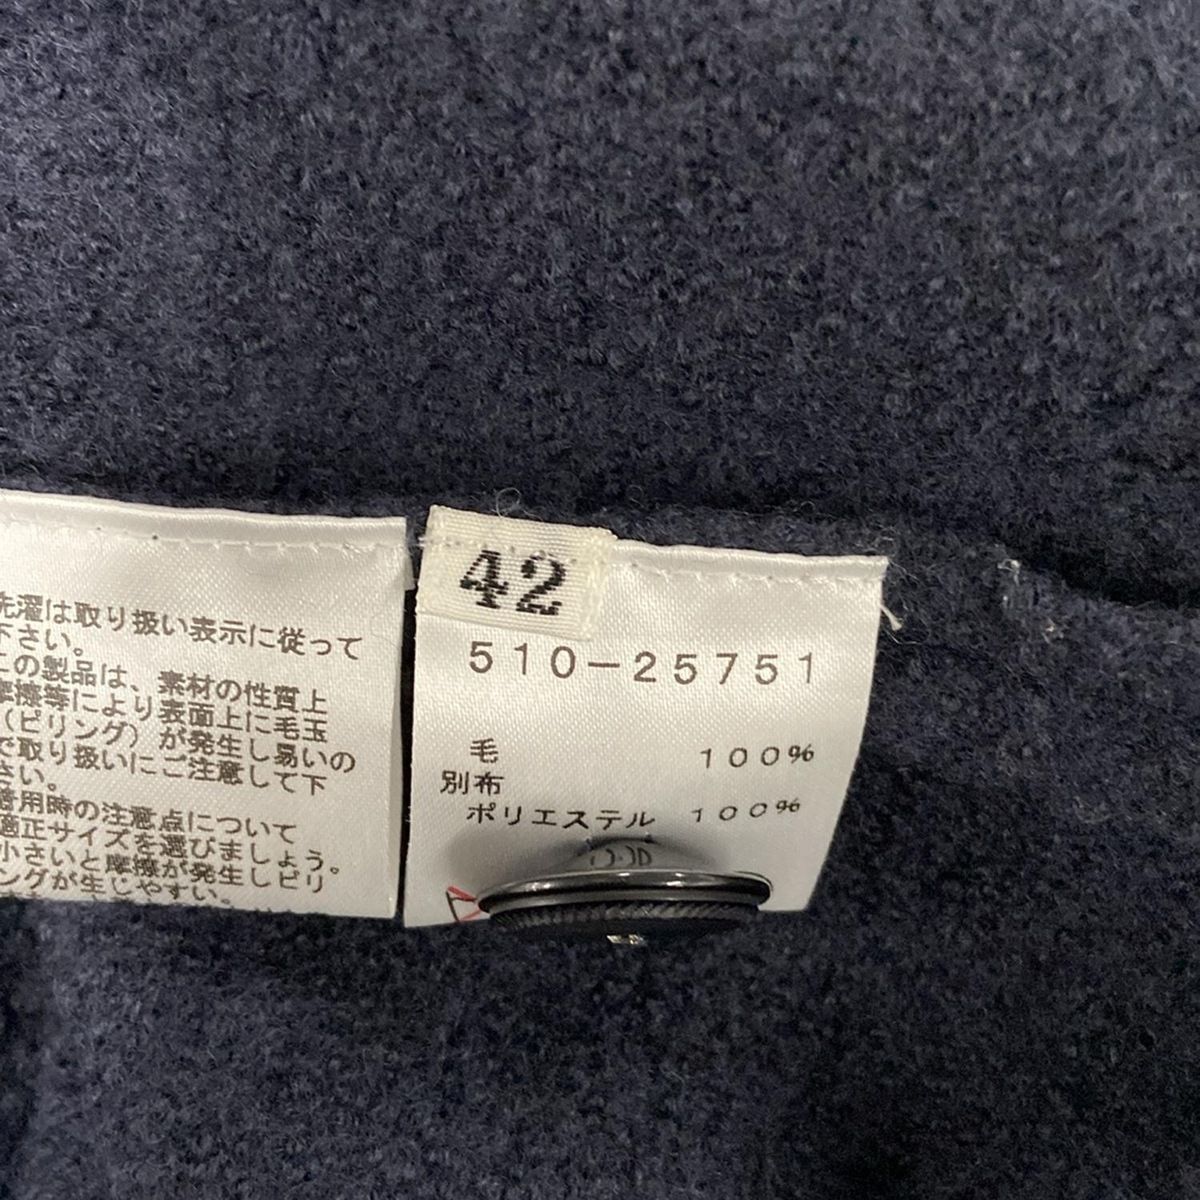 洗濯は取り扱い表示に従って
下さい。
この製品は、素材の性質上
摩擦等により表面上に毛玉
（ピリング）が発生し易いの
で取り扱いにご注意して下
さい。
着用時の注意点について
適正サイズを選びましょう。
小さいと摩擦が発生しピリ
ングが生じやすい。
42
510-25751
毛 100%
別布
ポリエステル 100%